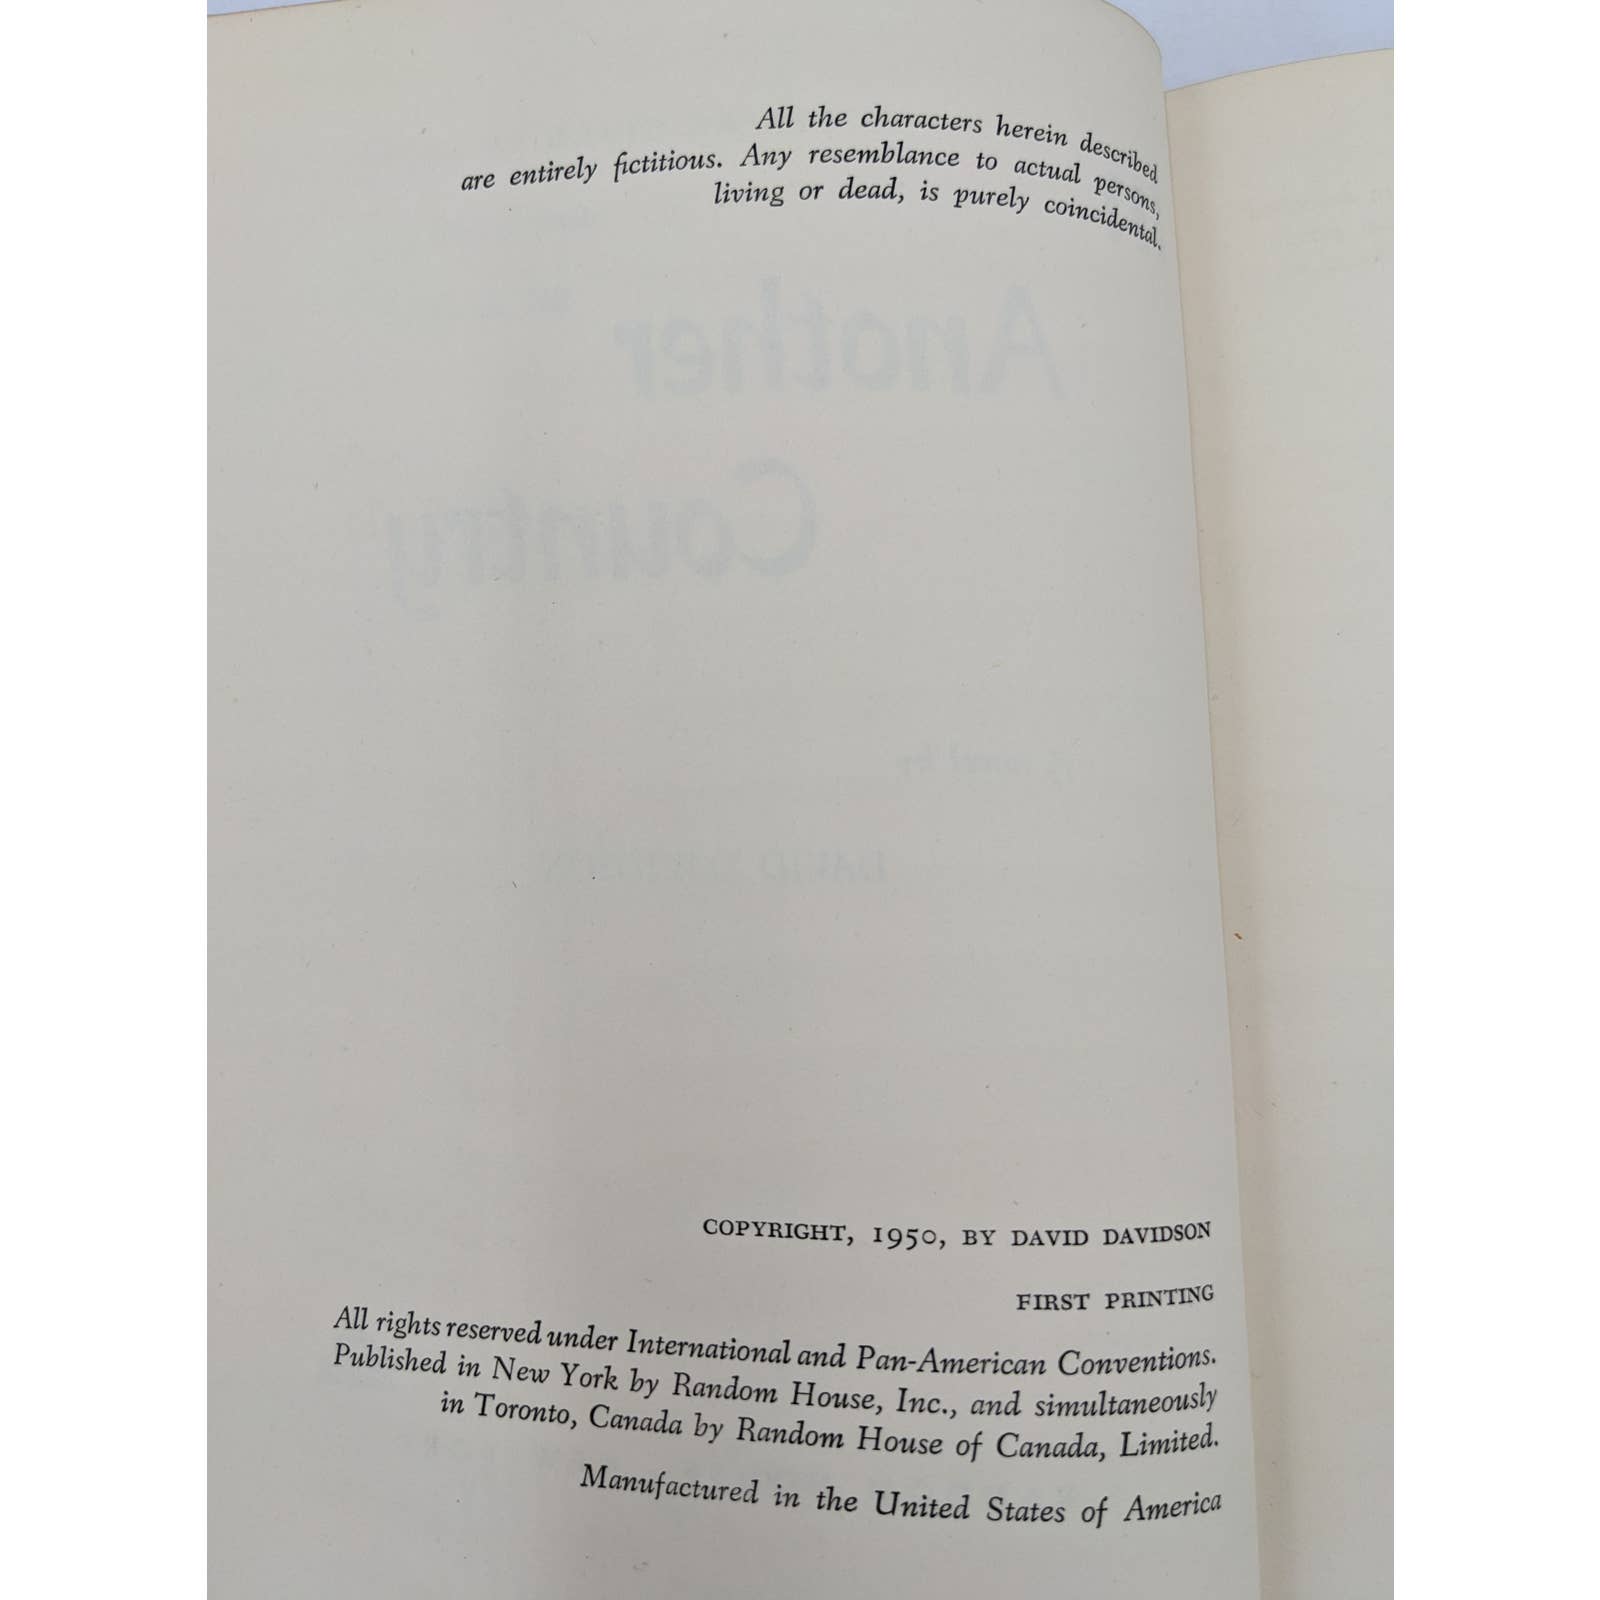 All the characters herein described
are entirely fictitious. Any resemblance to actual persons,
living or dead, is purely coincidental.
Another
Country
DAVID
COPYRIGHT, 1950, BY DAVID DAVIDSON
FIRST PRINTING
All rights reserved under International and Pan-American Conventions.
Published in New York by Random House, Inc., and simultaneously
in Toronto, Canada by Random House of Canada, Limited.
Manufactured in the United States of America